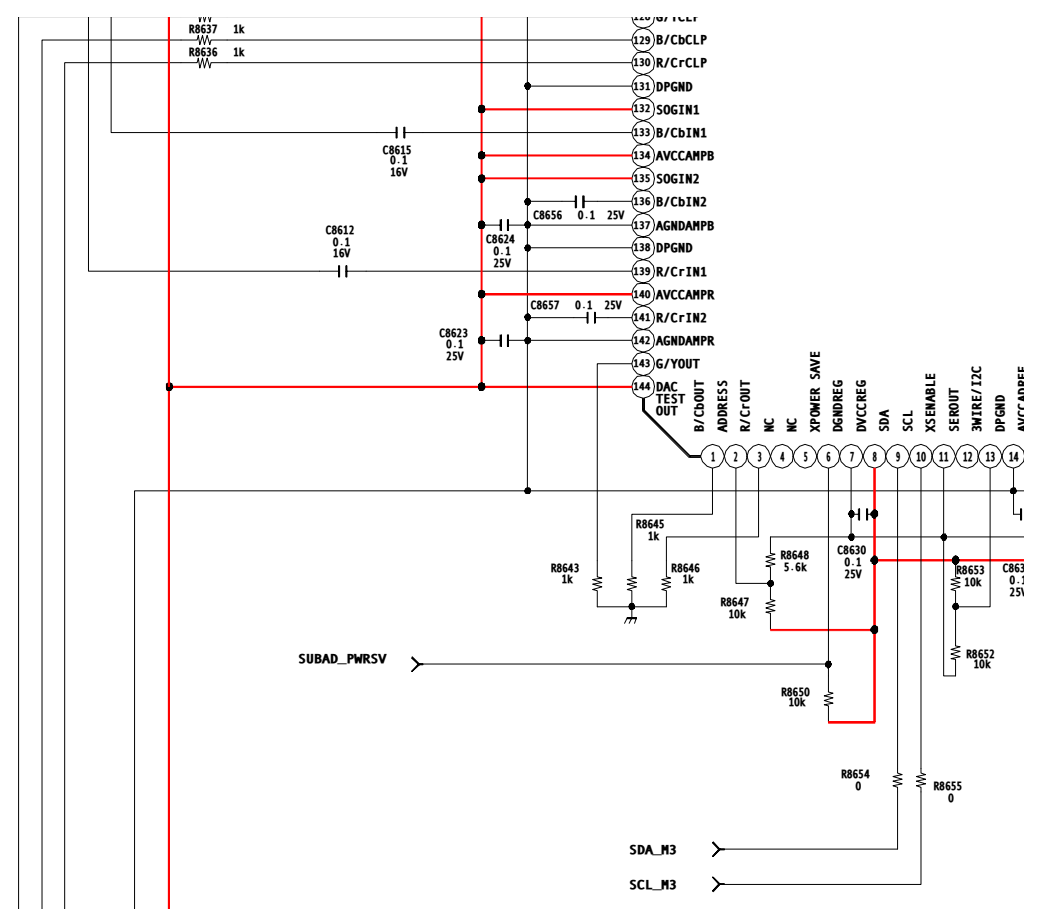 R8637 1k
R8636 1k
129 B/CbCLP
130 R/CrCLP
131 DPGND
132 SOGIN1
133 B/CbIN1
C8615
0.1
16V
134 AVCCAMPB
135 SOGIN2
136 B/CbIN2
C8656 0.1 25V
137 AGNDAMPB
C8624
0.1
25V
138 DPGND
C8612
0.1
16V
139 R/CrIN1
140 AVCCAMPR
C8657 0.1 25V
141 R/CrIN2
142 AGNDAMPR
C8623
0.1
25V
143 G/YOUT
144 DAC
TEST
OUT
B/CbOUT
ADDRESS
R/CrOUT
NC
NC
XPOWER SAVE
DGNDREG
DVCCREG
SDA
SCL
XSENABLE
SEROUT
3WIRE/I2C
DPGND
1 2 3 4 5 6 7 8 9 10 11 12 13 14
R8645
1k
R8643
1k
R8646
1k
R8648
5.6k
R8647
10k
C8630
0.1
25V
R8653
10k
0.1
25V
R8652
10k
SUBAD_PWRSV
R8650
10k
R8654
0
R8655
0
SDA_M3
SCL_M3